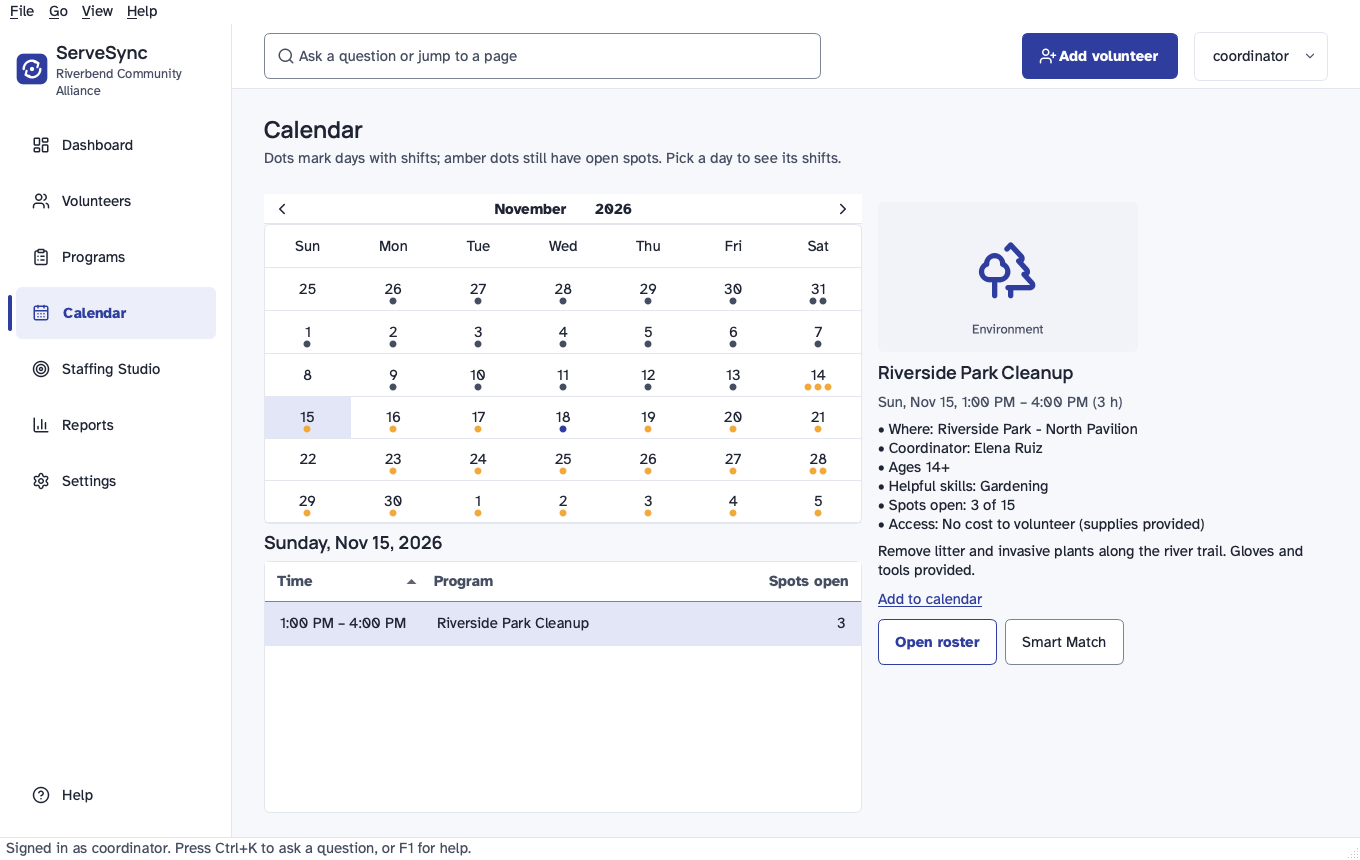 File Go View Help
ServeSync
Riverbend Community
Alliance
Ask a question or jump to a page
Add volunteer
coordinator
Dashboard
Volunteers
Programs
Calendar
Staffing Studio
Reports
Settings
Help
Calendar
Dots mark days with shifts; amber dots still have open spots. Pick a day to see its shifts.
November 2026
Sun Mon Tue Wed Thu Fri Sat
25 26 27 28 29 30 31
1 2 3 4 5 6 7
8 9 10 11 12 13 14
15 16 17 18 19 20 21
22 23 24 25 26 27 28
29 30 1 2 3 4 5
Sunday, Nov 15, 2026
Time Program Spots open
1:00 PM – 4:00 PM Riverside Park Cleanup 3
Environment
Riverside Park Cleanup
Sun, Nov 15, 1:00 PM – 4:00 PM (3 h)
• Where: Riverside Park - North Pavilion
• Coordinator: Elena Ruiz
• Ages 14+
• Helpful skills: Gardening
• Spots open: 3 of 15
• Access: No cost to volunteer (supplies provided)
Remove litter and invasive plants along the river trail. Gloves and
tools provided.
Add to calendar
Open roster Smart Match
Signed in as coordinator. Press Ctrl+K to ask a question, or F1 for help.